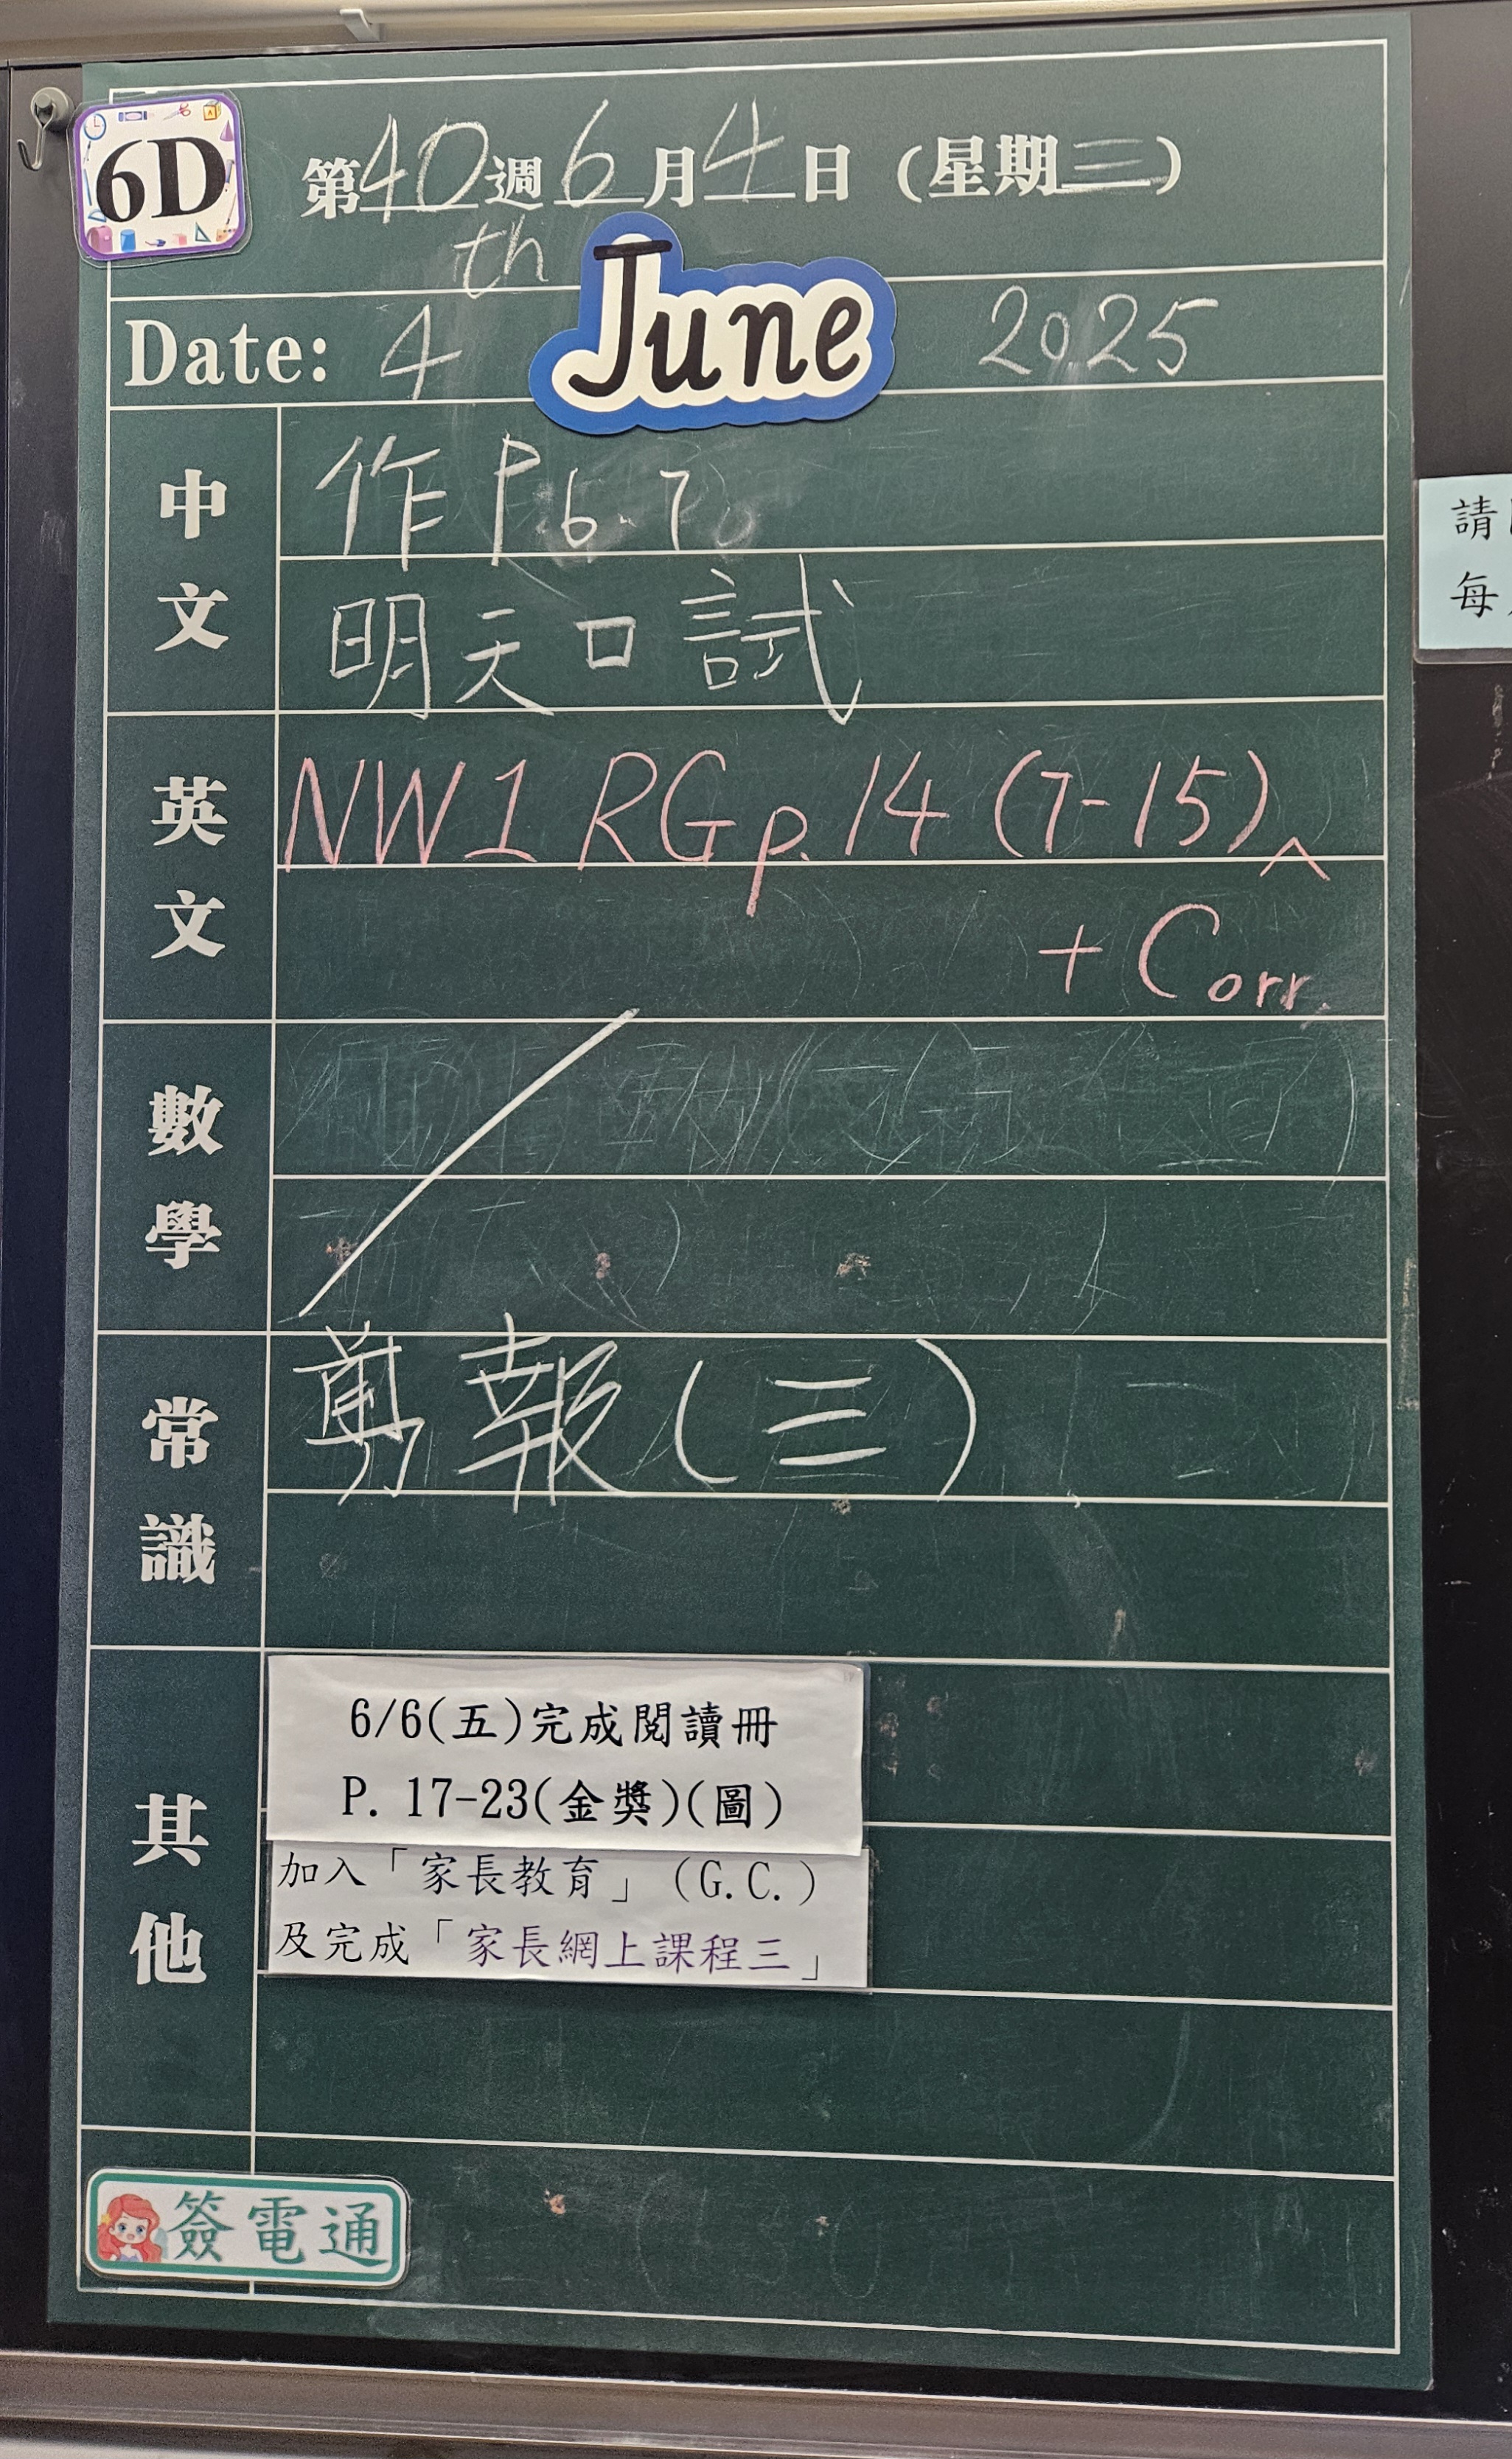 6D
第40週6月4日（星期三）
Date: 4th June 2025
中文
作P6.7
明天口試
英文
NW1 RG p.14 (7-15)^
+ Corr.
數學
常識
剪報(三)
其他
6/6(五)完成閱讀冊
P. 17-23(金獎)(圖)
加入「家長教育」（G.C.）
及完成「家長網上課程三」
簽電通
請
每